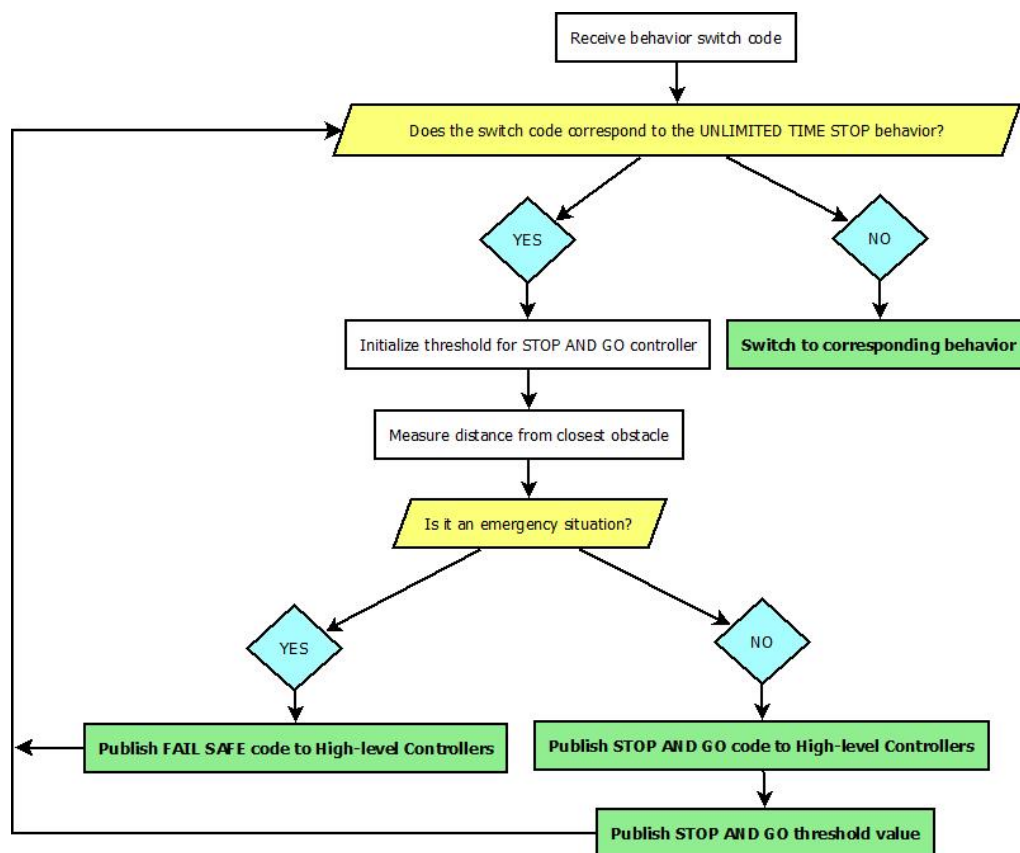 Receive behavior switch code
Does the switch code correspond to the UNLIMITED TIME STOP behavior?
YES
NO
Initialize threshold for STOP AND GO controller
Switch to corresponding behavior
Measure distance from closest obstacle
Is it an emergency situation?
YES
NO
Publish FAIL SAFE code to High-level Controllers
Publish STOP AND GO code to High-level Controllers
Publish STOP AND GO threshold value